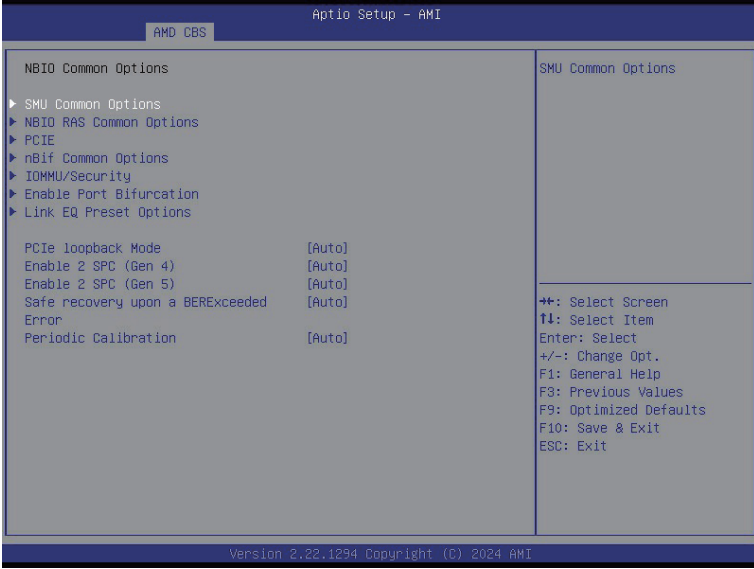 Aptio Setup – AMI
AMD CBS
NBIO Common Options
SMU Common Options
NBIO RAS Common Options
PCIE
nBif Common Options
IOMMU/Security
Enable Port Bifurcation
Link EQ Preset Options
PCIe loopback Mode [Auto]
Enable 2 SPC (Gen 4) [Auto]
Enable 2 SPC (Gen 5) [Auto]
Safe recovery upon a BERExceeded [Auto]
Error
Periodic Calibration [Auto]
SMU Common Options
→←: Select Screen
↑↓: Select Item
Enter: Select
+/-: Change Opt.
F1: General Help
F3: Previous Values
F9: Optimized Defaults
F10: Save & Exit
ESC: Exit
Version 2.22.1294 Copyright (C) 2024 AMI